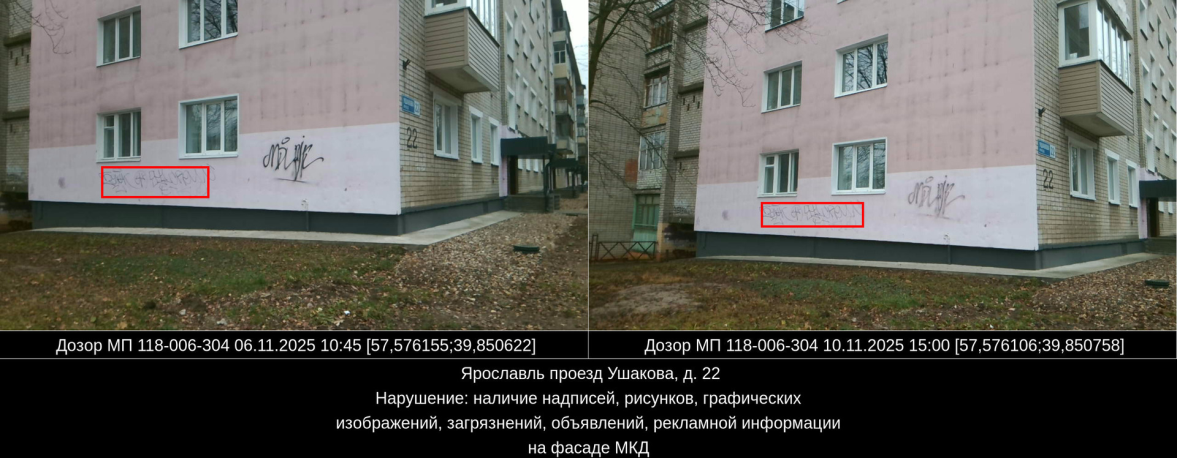 22
22
Дозор МП 118-006-304 06.11.2025 10:45 [57,576155;39,850622]
Дозор МП 118-006-304 10.11.2025 15:00 [57,576106;39,850758]
Ярославль проезд Ушакова, д. 22
Нарушение: наличие надписей, рисунков, графических
изображений, загрязнений, объявлений, рекламной информации
на фасаде МКД